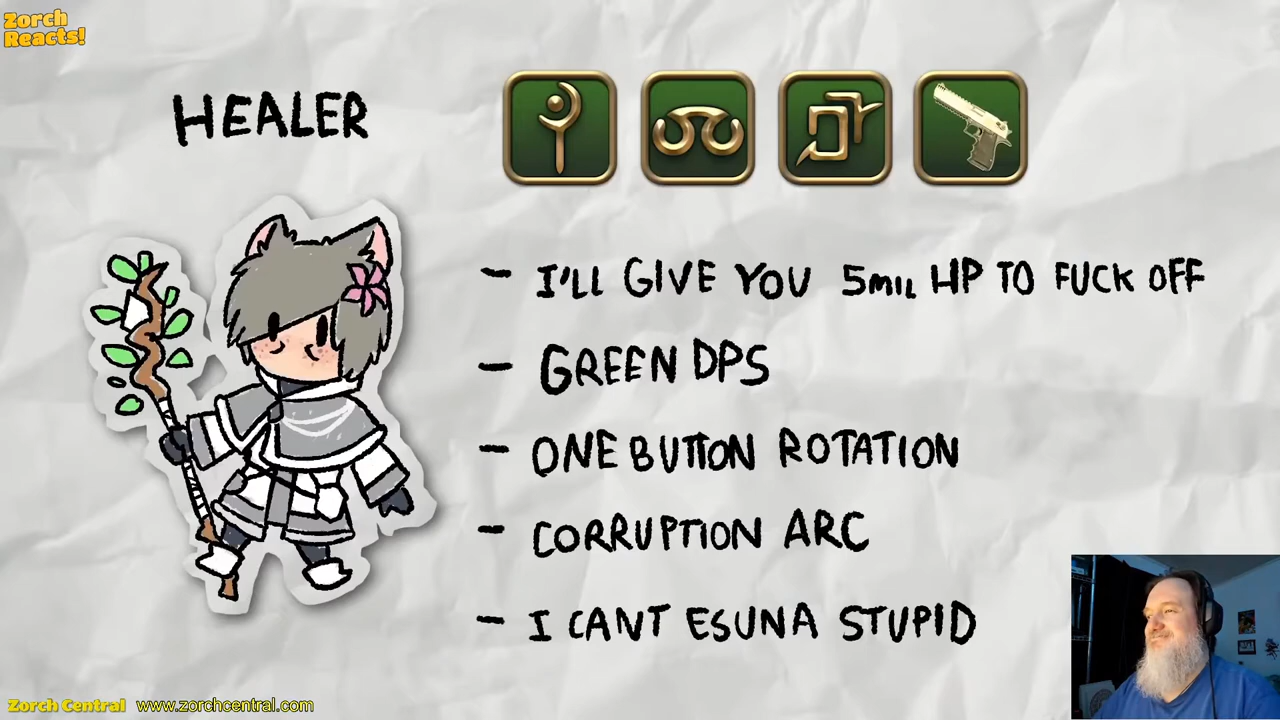 Zorch
Reacts!
HEALER
- I'LL GIVE YOU 5MIL HP TO FUCK OFF
- GREEN DPS
- ONE BUTTON ROTATION
- CORRUPTION ARC
- I CANT ESUNA STUPID
Zorch Central www.zorchcentral.com